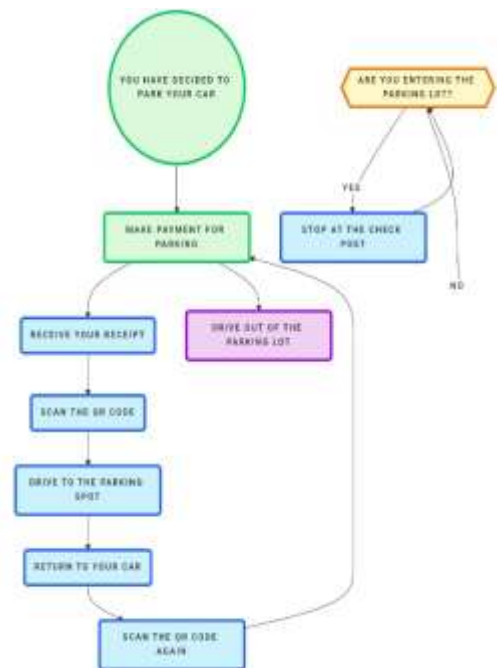 YOU HAVE DECIDED TO
PARK YOUR CAR
ARE YOU ENTERING THE
PARKING LOT?
YES
MAKE PAYMENT FOR
PARKING
STOP AT THE CHECK
POST
NO
RECEIVE YOUR RECEIPT
DRIVE OUT OF THE
PARKING LOT
SCAN THE QR CODE
DRIVE TO THE PARKING
SPOT
RETURN TO YOUR CAR
SCAN THE QR CODE
AGAIN